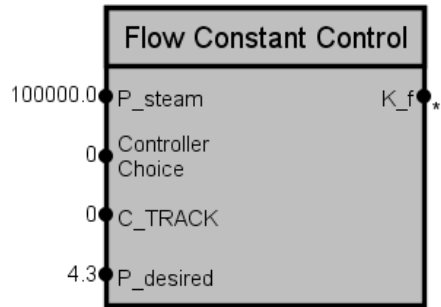 Flow Constant Control
100000.0 P_steam K_f *
0 Controller
Choice
0 C_TRACK
4.3 P_desired